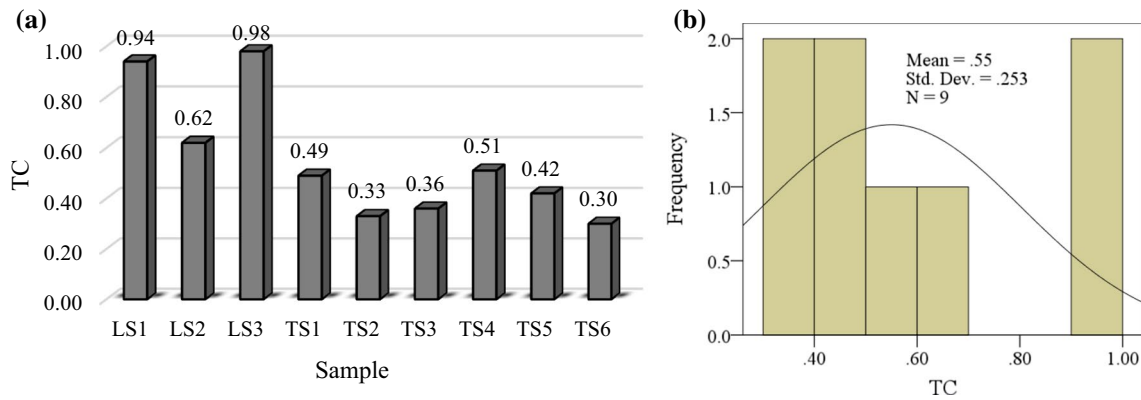 (a)
1.00
0.80
0.60
0.40
0.20
0.00
TC
0.94
0.62
0.98
0.49
0.33
0.36
0.51
0.42
0.30
LS1 LS2 LS3 TS1 TS2 TS3 TS4 TS5 TS6
Sample
(b)
2.0
1.5
1.0
0.5
0.0
Frequency
Mean = .55
Std. Dev. = .253
N = 9
.40 .60 .80 1.00
TC